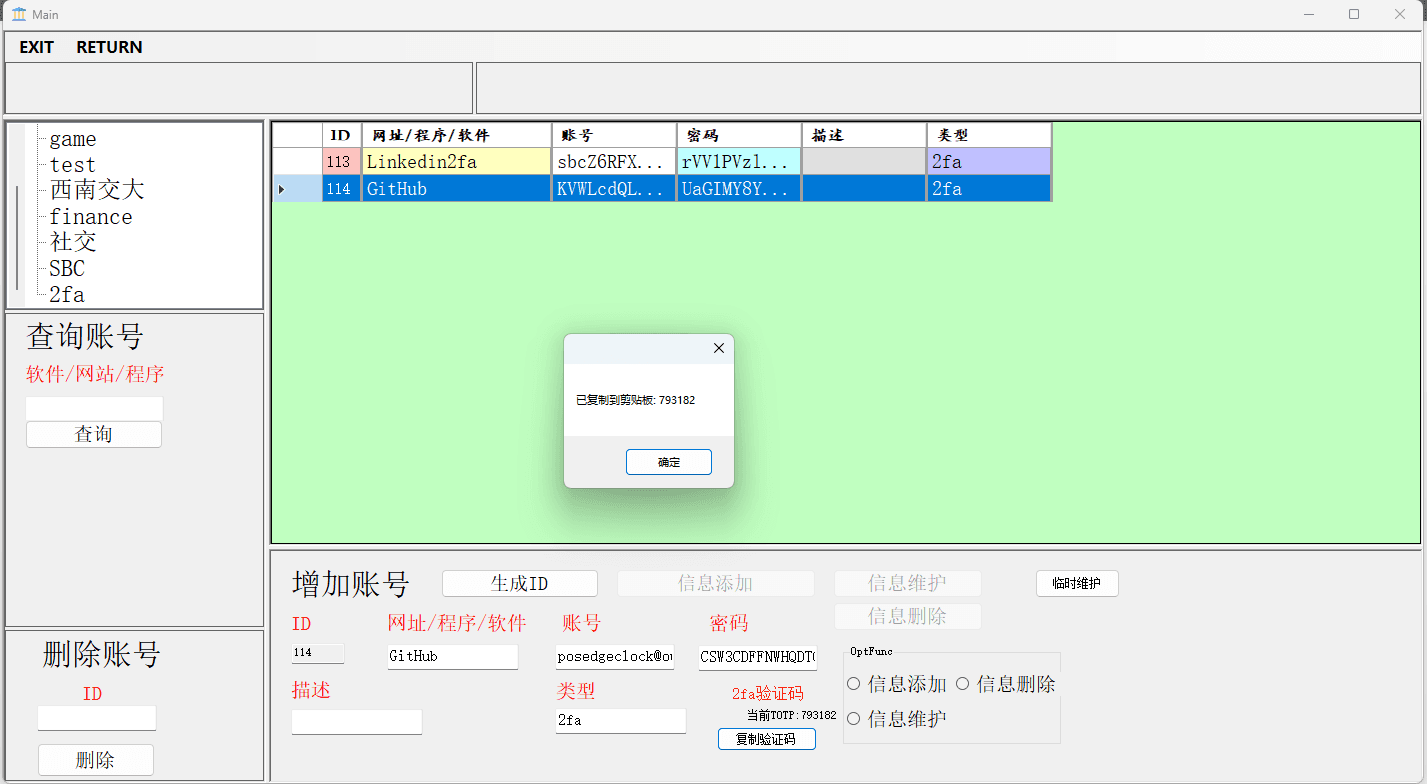 Main
EXIT RETURN
game
test
西南交大
finance
社交
SBC
2fa
ID 网址/程序/软件 账号 密码 描述 类型
113 Linkedin2fa sbcZ6RFX... rVVlPVzl... 2fa
114 GitHub KVWLcdQL... UaGIMY8Y... 2fa
查询账号
软件/网站/程序
查询
已复制到剪贴板: 793182
确定
删除账号
ID
删除
增加账号 生成ID 信息添加 信息维护 临时维护
信息删除
ID 网址/程序/软件 账号 密码
114 GitHub posedgeclock@ou CSW3CDFFNWHQDT
描述 类型 2fa验证码
2fa 当前TOTP:793182
复制验证码
OptFunc
信息添加 信息删除
信息维护